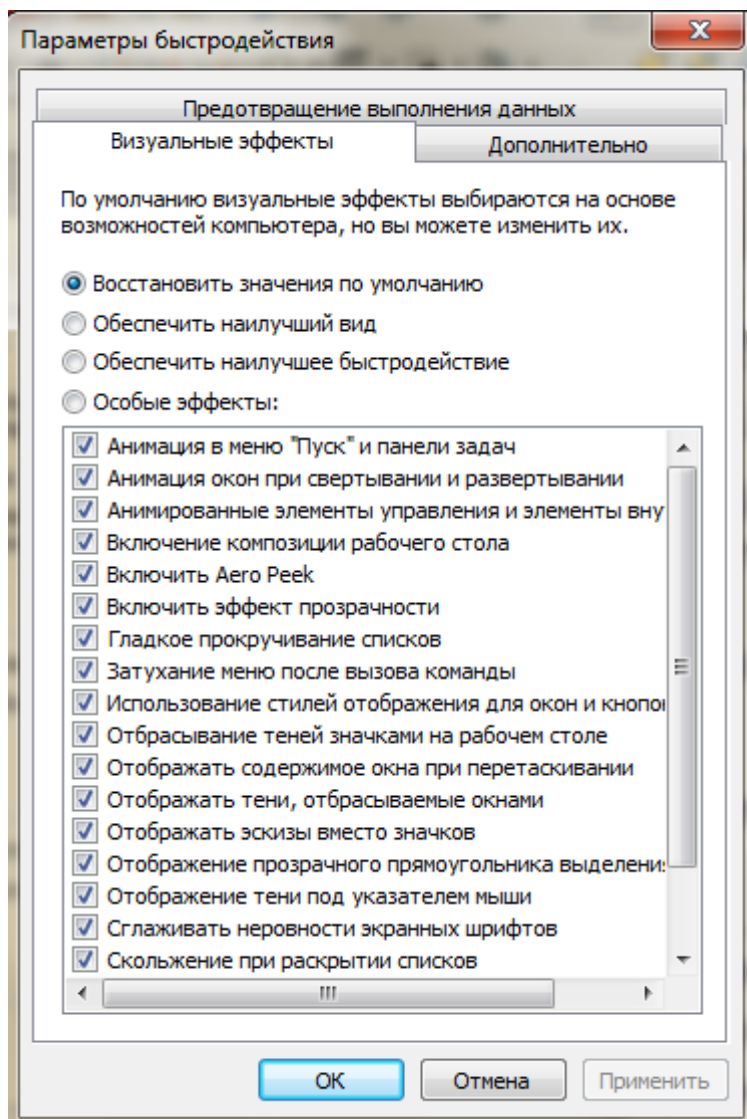 Параметры быстродействия
Предотвращение выполнения данных
Визуальные эффекты
Дополнительно
По умолчанию визуальные эффекты выбираются на основе
возможностей компьютера, но вы можете изменить их.
Восстановить значения по умолчанию
Обеспечить наилучший вид
Обеспечить наилучшее быстродействие
Особые эффекты:
Анимация в меню "Пуск" и панели задач
Анимация окон при свертывании и развертывании
Анимированные элементы управления и элементы вну
Включение композиции рабочего стола
Включить Aero Peek
Включить эффект прозрачности
Гладкое прокручивание списков
Затухание меню после вызова команды
Использование стилей отображения для окон и кнопо
Отбрасывание теней значками на рабочем столе
Отображать содержимое окна при перетаскивании
Отображать тени, отбрасываемые окнами
Отображать эскизы вместо значков
Отображение прозрачного прямоугольника выделения
Отображение тени под указателем мыши
Сглаживать неровности экранных шрифтов
Скольжение при раскрытии списков
ОК
Отмена
Применить